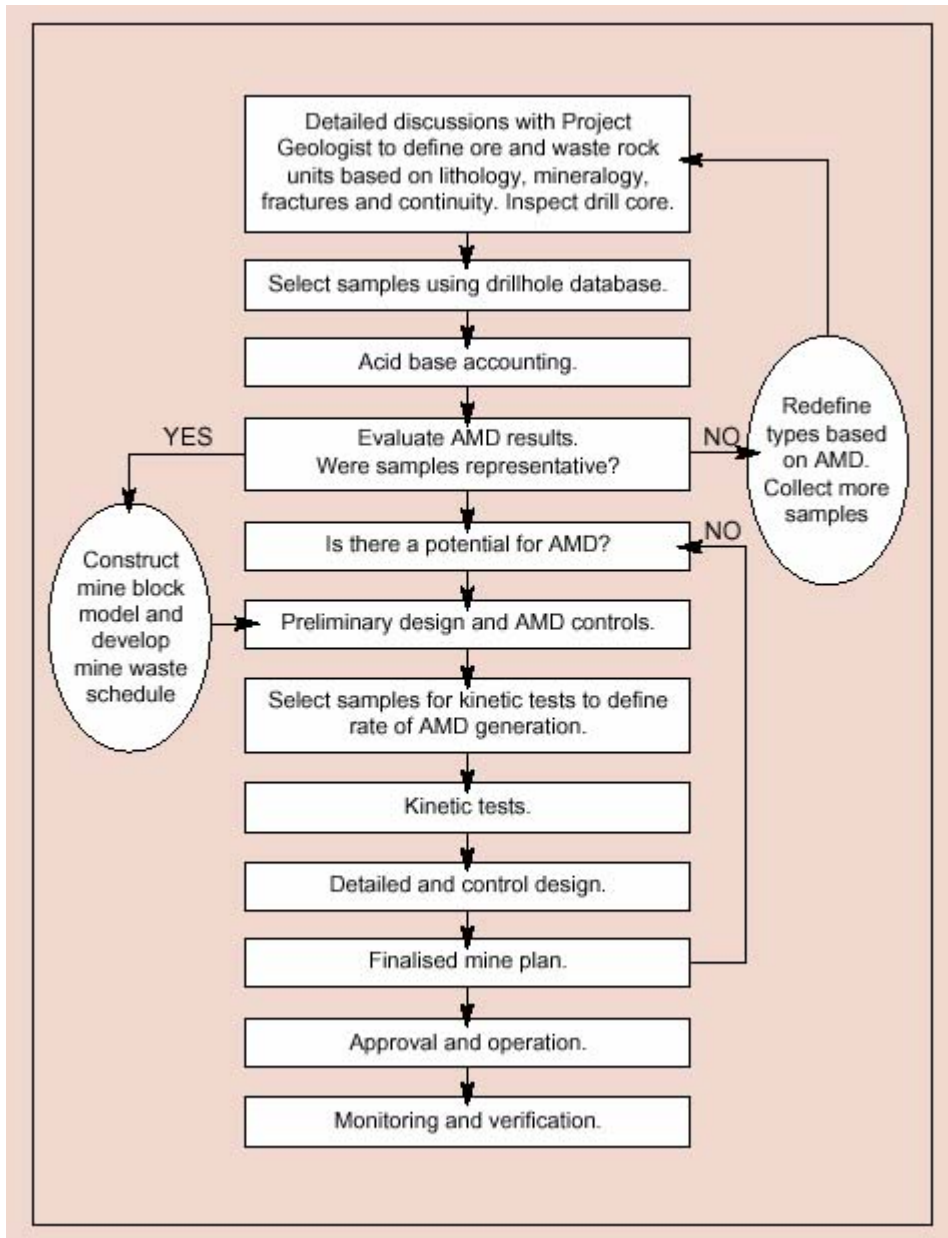 Detailed discussions with Project
Geologist to define ore and waste rock
units based on lithology, mineralogy,
fractures and continuity. Inspect drill core.
Select samples using drillhole database.
Acid base accounting.
Evaluate AMD results.
Were samples representative?
YES
NO
Redefine
types based
on AMD.
Collect more
samples
Is there a potential for AMD?
NO
Construct
mine block
model and
develop
mine waste
schedule
Preliminary design and AMD controls.
Select samples for kinetic tests to define
rate of AMD generation.
Kinetic tests.
Detailed and control design.
Finalised mine plan.
Approval and operation.
Monitoring and verification.